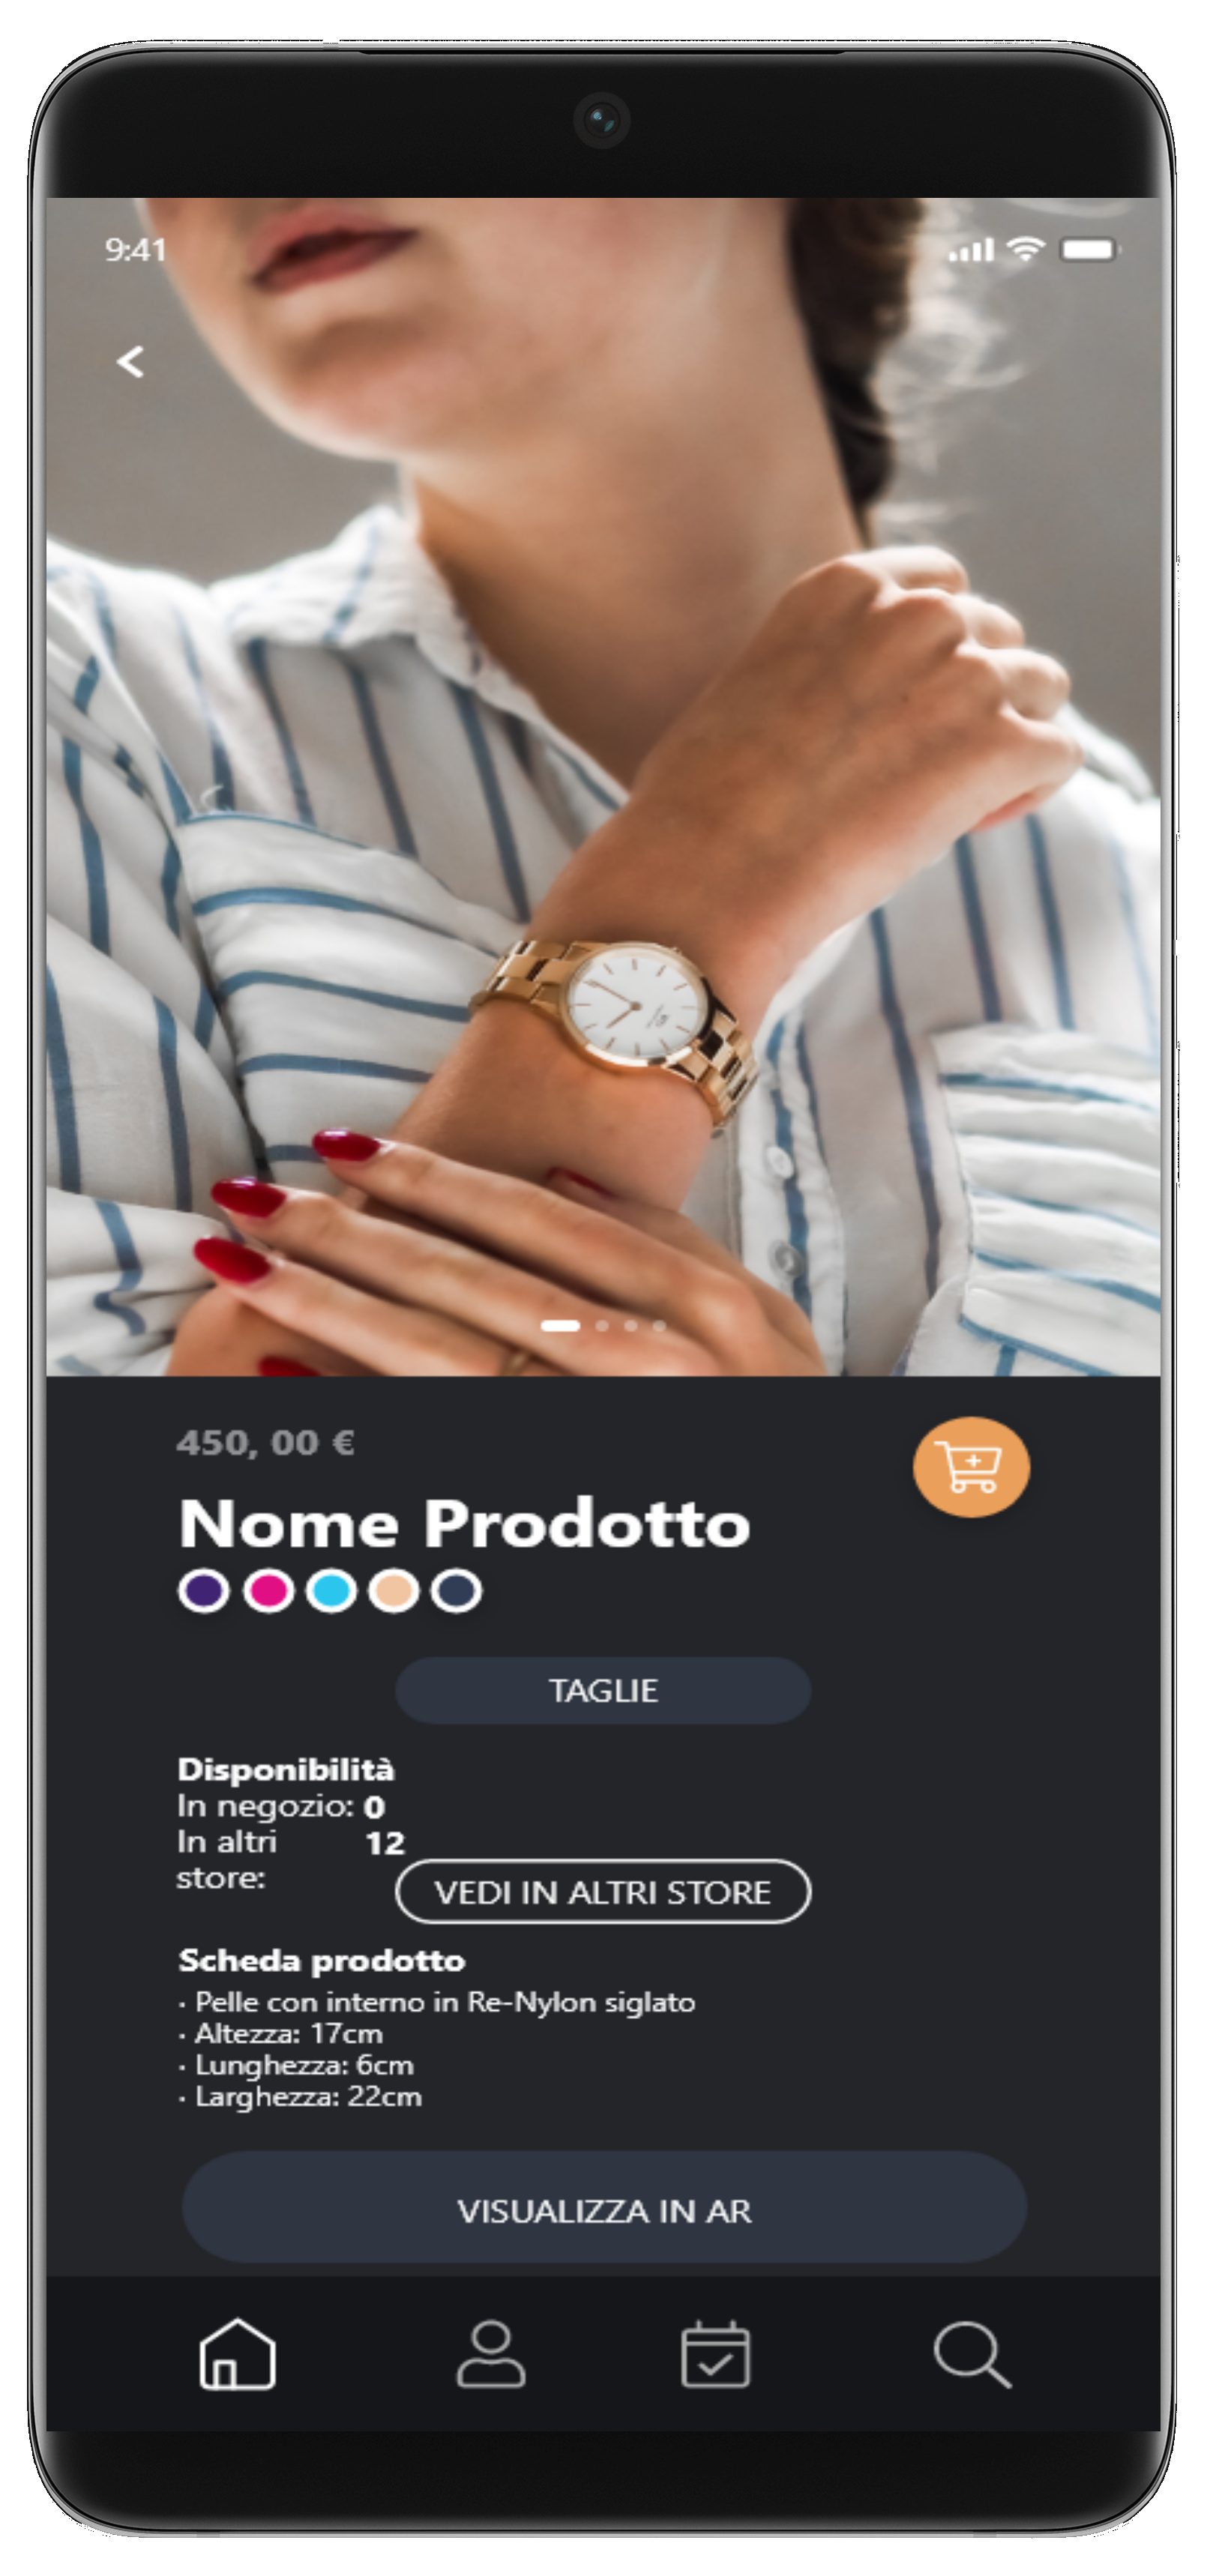 9:41
450, 00 €
Nome Prodotto
TAGLIE
Disponibilità
In negozio: 0
In altri 12
store:
VEDI IN ALTRI STORE
Scheda prodotto
· Pelle con interno in Re-Nylon siglato
· Altezza: 17cm
· Lunghezza: 6cm
· Larghezza: 22cm
VISUALIZZA IN AR